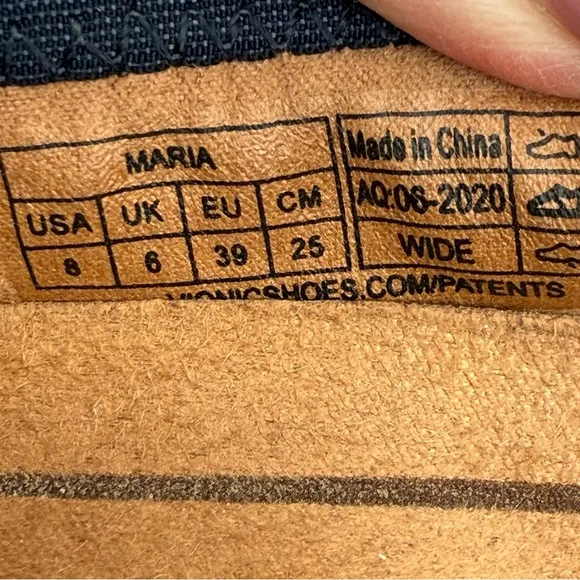 MARIA
USA UK EU CM
8 6 39 25
Made in China
AQ:06-2020
WIDE
VIONICSHOES.COM/PATENTS